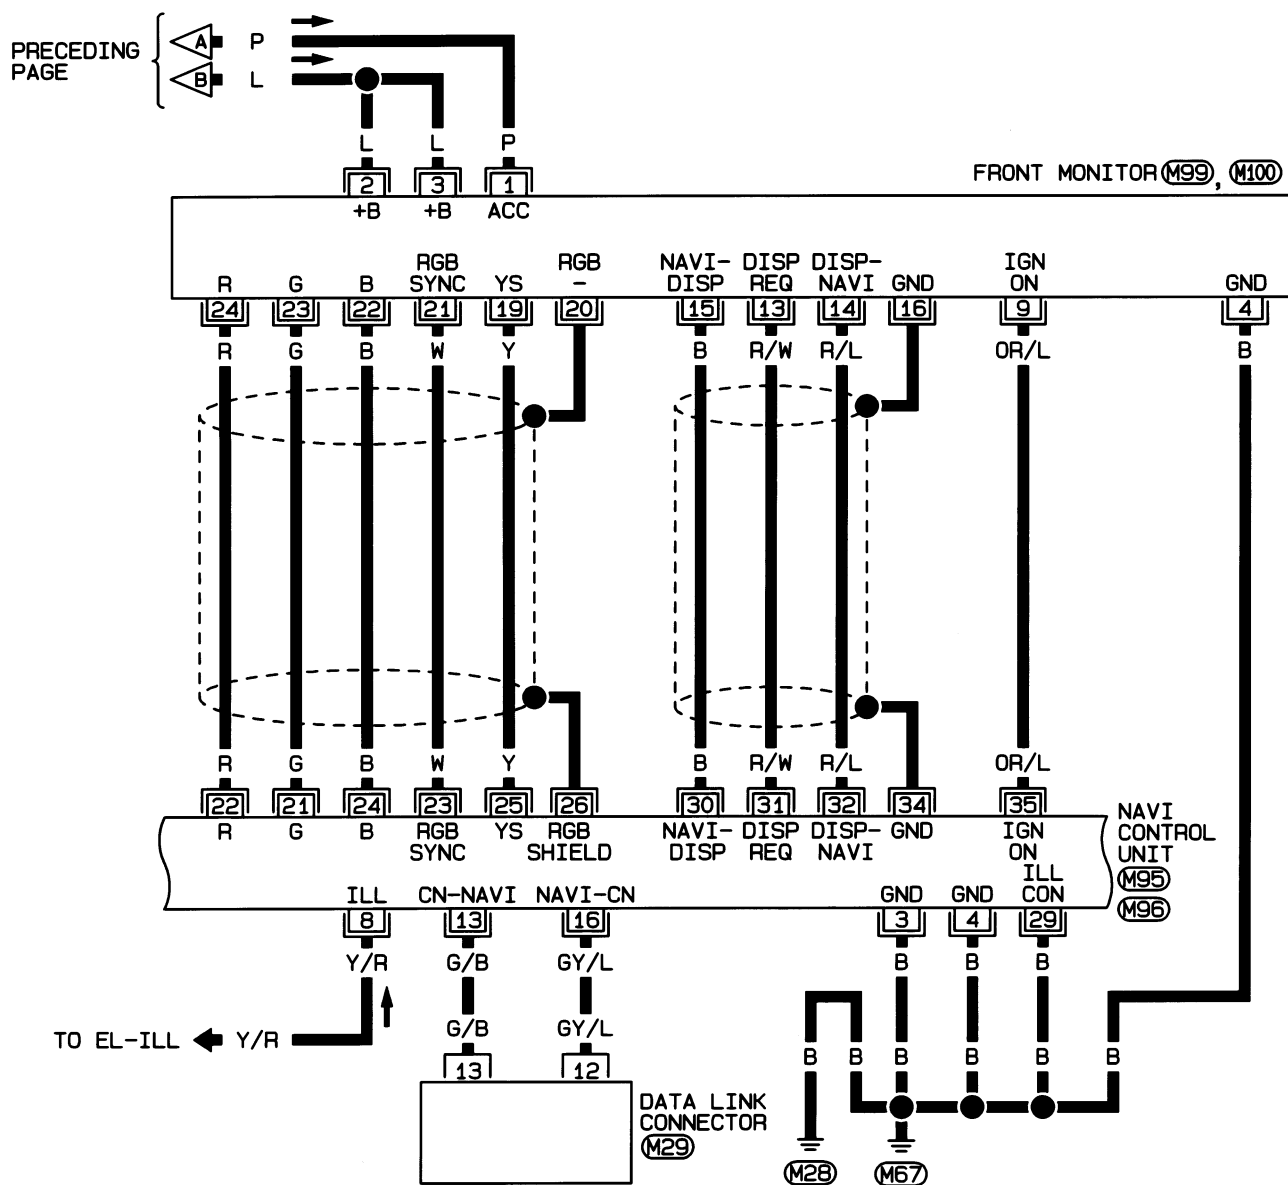 PRECEDING
PAGE
A P
B L
L L P
2 3 1
+B +B ACC
FRONT MONITOR M99, M100
R G B RGB SYNC YS RGB - NAVI-DISP DISP REQ DISP-NAVI GND IGN ON GND
24 23 22 21 19 20 15 13 14 16 9 4
R G B W Y B R/W R/L OR/L B
R G B W Y B R/W R/L OR/L
22 21 24 23 25 26 30 31 32 34 35
R G B RGB SYNC YS RGB SHIELD NAVI-DISP DISP REQ DISP-NAVI GND IGN ON
NAVI
CONTROL
UNIT
M95
M96
ILL CN-NAVI NAVI-CN GND GND ILL CON
8 13 16 3 4 29
Y/R G/B GY/L B B B
TO EL-ILL Y/R
G/B GY/L B B B B B B
13 12
DATA LINK
CONNECTOR
M29
M28 M67